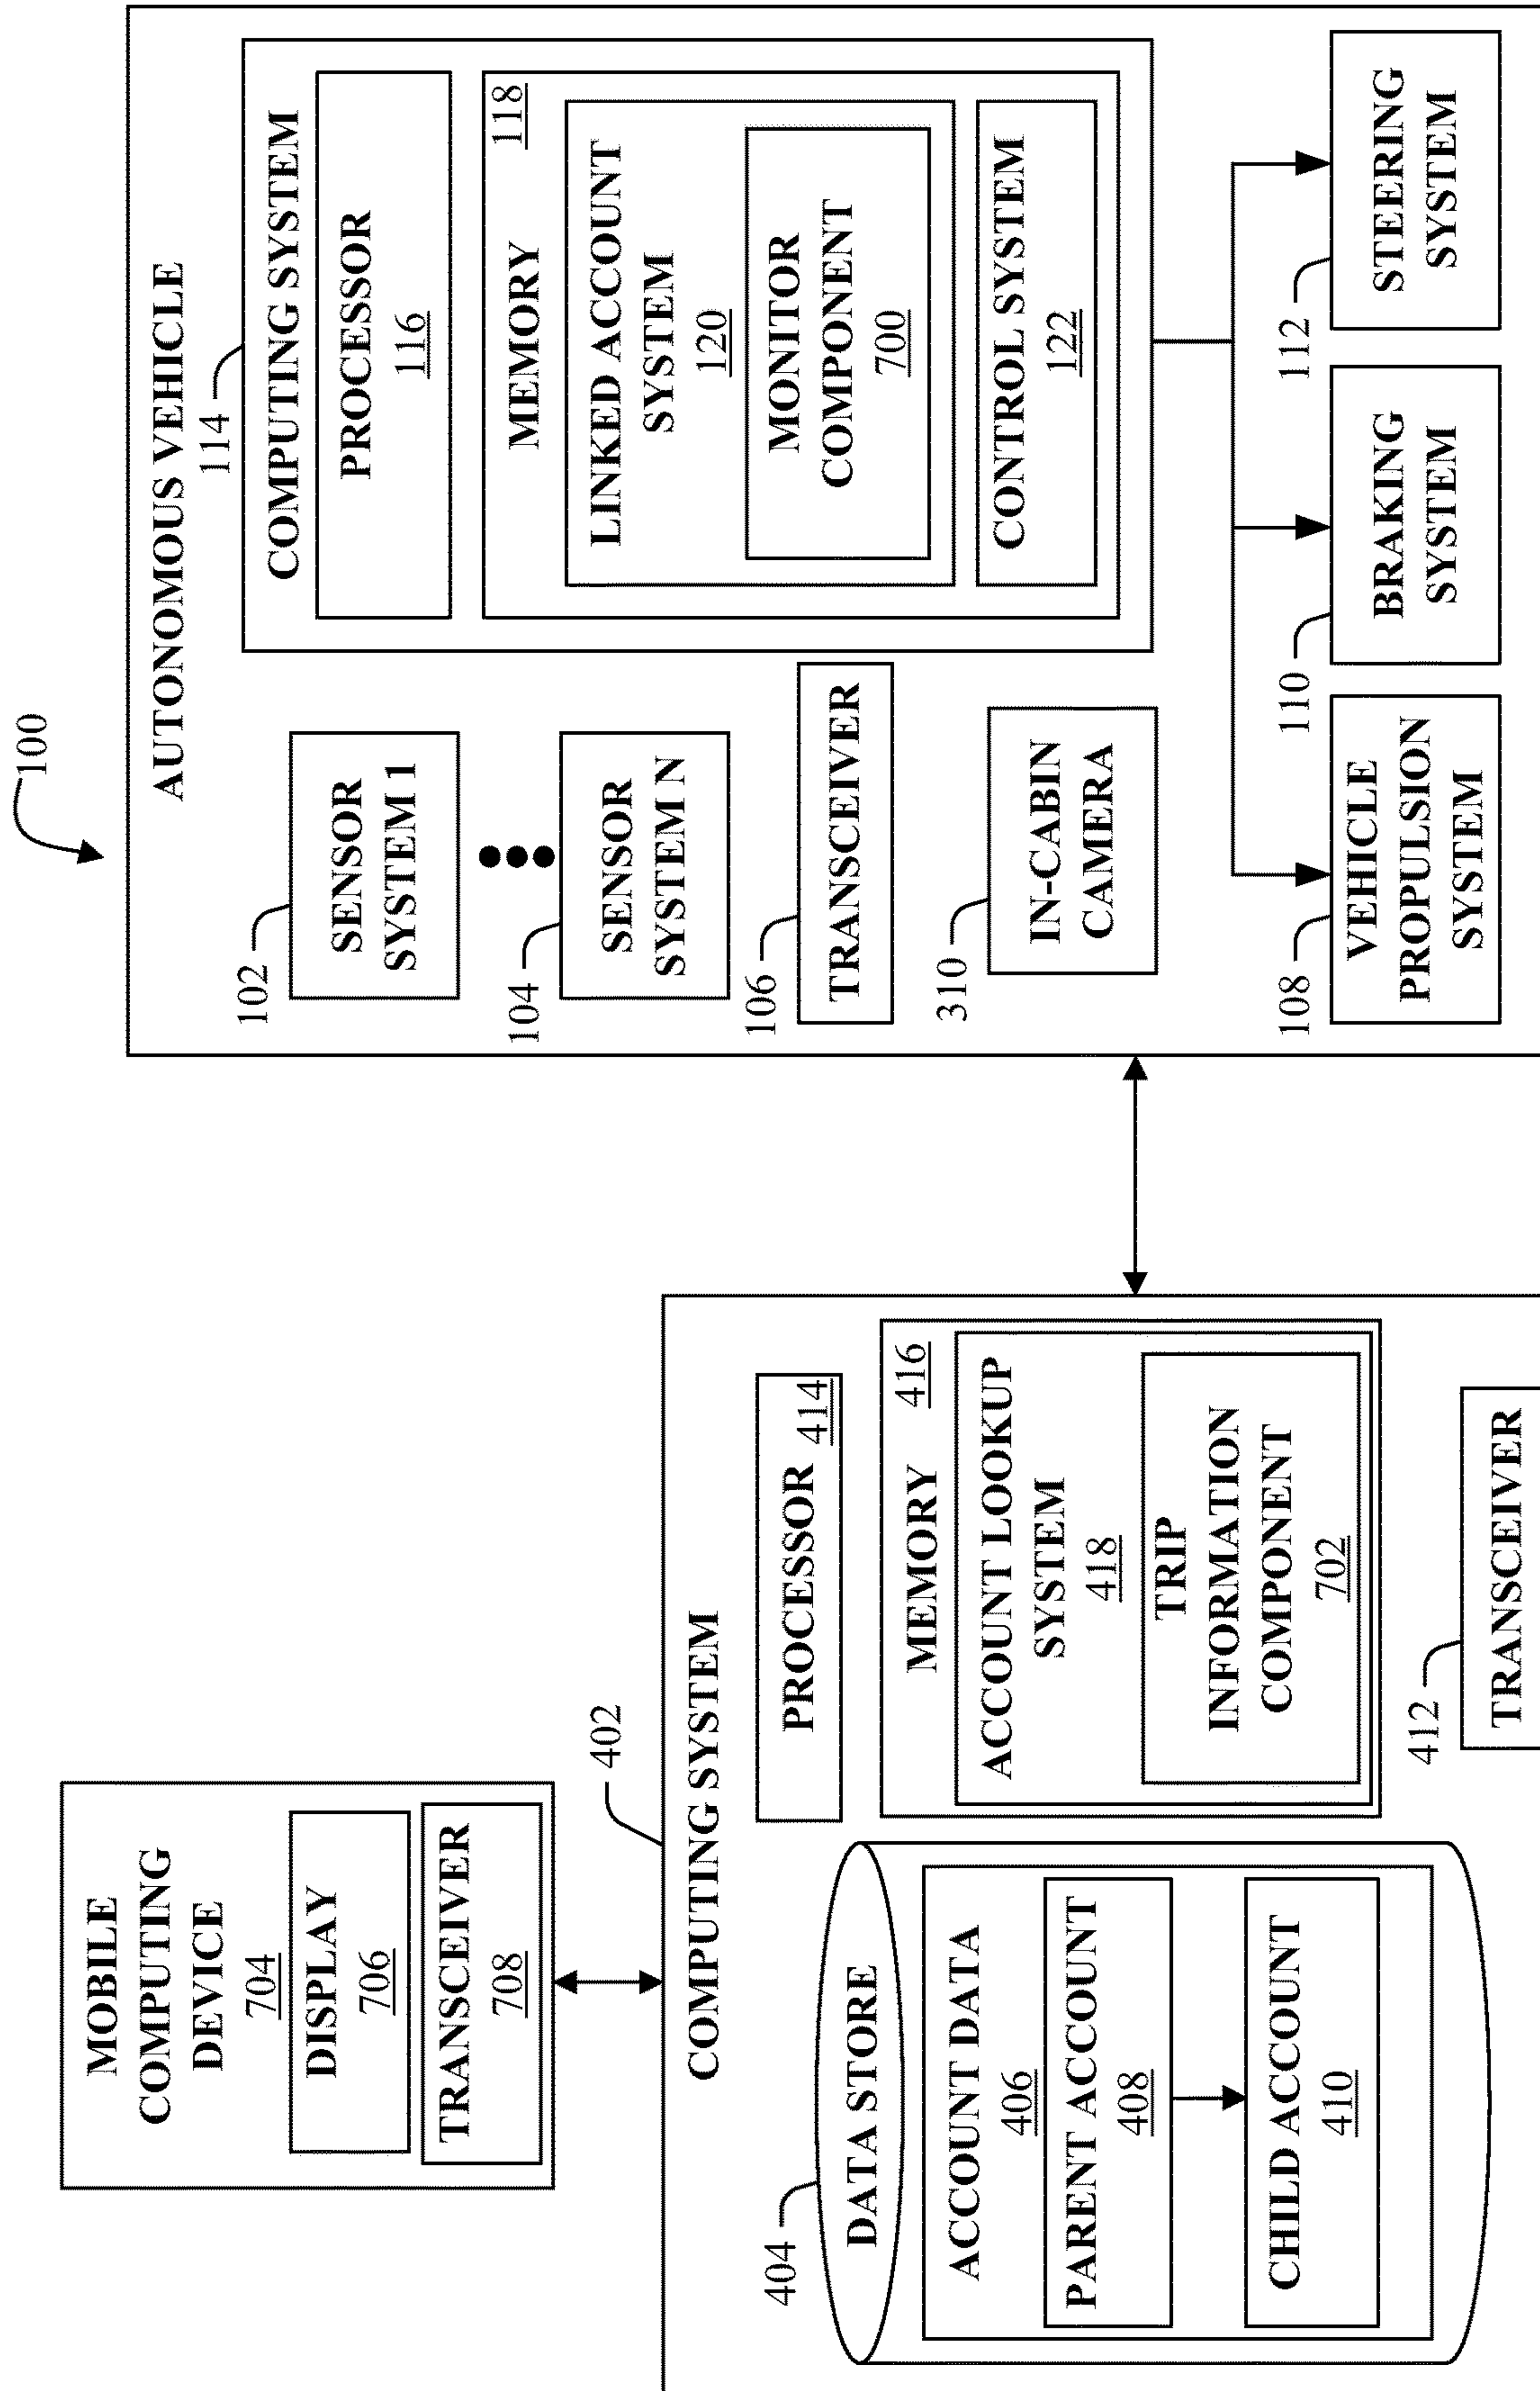 100
AUTONOMOUS VEHICLE
114
COMPUTING SYSTEM
PROCESSOR
116
MEMORY
118
LINKED ACCOUNT
SYSTEM
120
MONITOR
COMPONENT
700
CONTROL SYSTEM
122
102
SENSOR
SYSTEM 1
104
SENSOR
SYSTEM N
106
TRANSCEIVER
310
IN-CABIN
CAMERA
108
VEHICLE
PROPULSION
SYSTEM
110
BRAKING
SYSTEM
112
STEERING
SYSTEM
MOBILE
COMPUTING
DEVICE
704
DISPLAY
706
TRANSCEIVER
708
402
COMPUTING SYSTEM
404
DATA STORE
ACCOUNT DATA
406
PARENT ACCOUNT
408
CHILD ACCOUNT
410
PROCESSOR
414
MEMORY
416
ACCOUNT LOOKUP
SYSTEM
418
TRIP
INFORMATION
COMPONENT
702
412
TRANSCEIVER